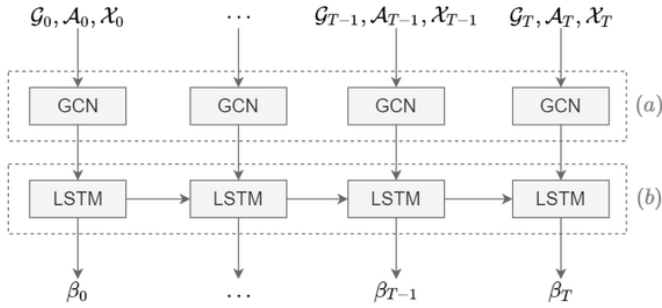 𝒢₀, 𝒜₀, 𝒳₀ ⋯ 𝒢_{T−1}, 𝒜_{T−1}, 𝒳_{T−1} 𝒢_T, 𝒜_T, 𝒳_T
GCN GCN GCN GCN (a)
LSTM LSTM LSTM LSTM (b)
β₀ ⋯ β_{T−1} β_T